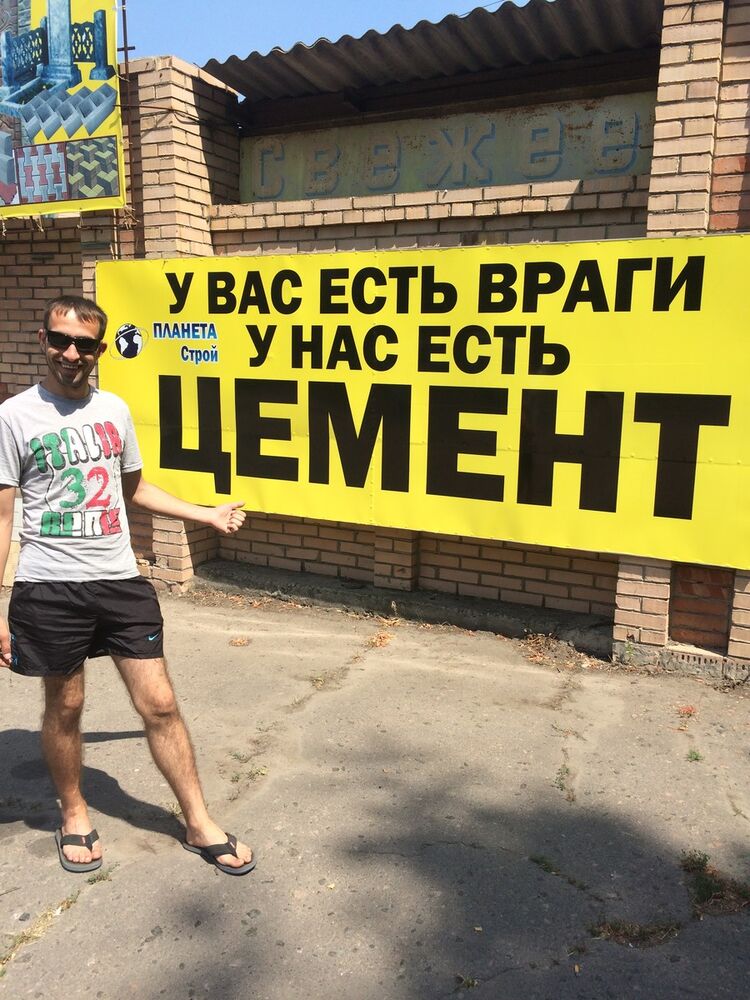 Свежее
У ВАС ЕСТЬ ВРАГИ
ПЛАНЕТА
Строй
У НАС ЕСТЬ
ЦЕМЕНТ
ITALIA
32